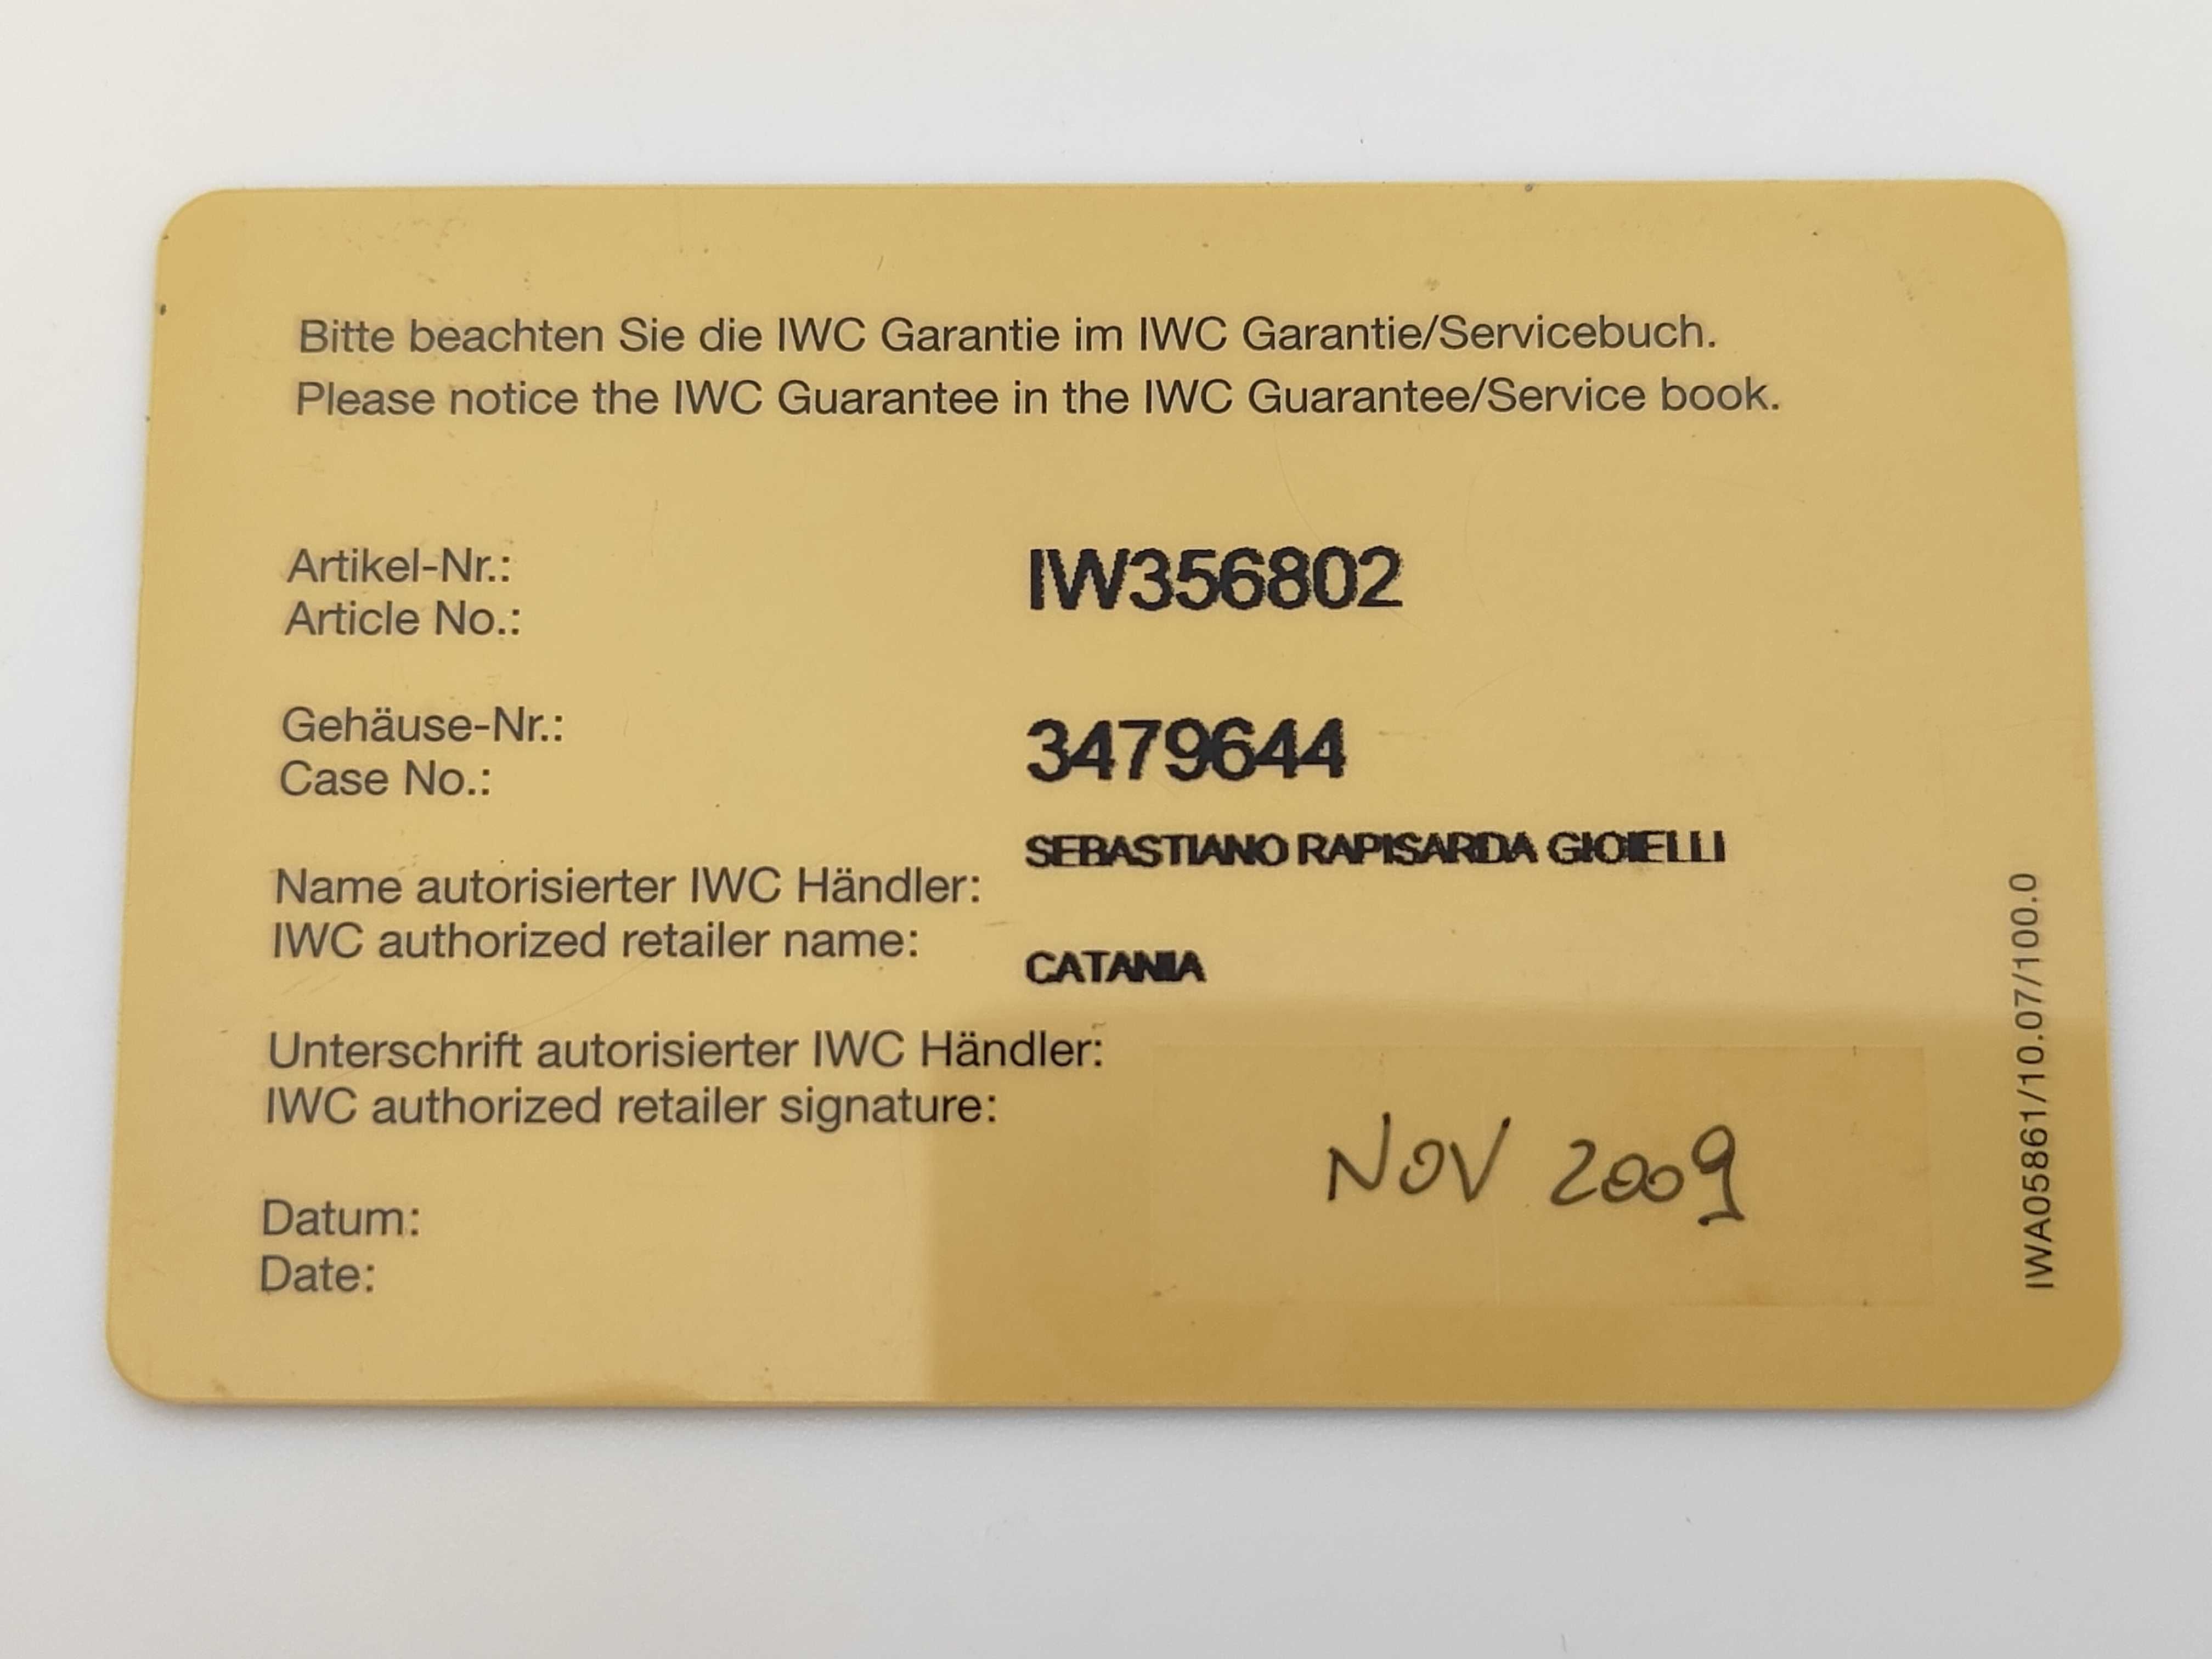 Bitte beachten Sie die IWC Garantie im IWC Garantie/Servicebuch.
Please notice the IWC Guarantee in the IWC Guarantee/Service book.
Artikel-Nr.:
Article No.:
IW356802
Gehäuse-Nr.:
Case No.:
3479644
Name autorisierter IWC Händler:
IWC authorized retailer name:
SEBASTIANO RAPISARDA GIOIELLI
CATANIA
Unterschrift autorisierter IWC Händler:
IWC authorized retailer signature:
NOV 2009
Datum:
Date:
IWA05861/10.07/100.0